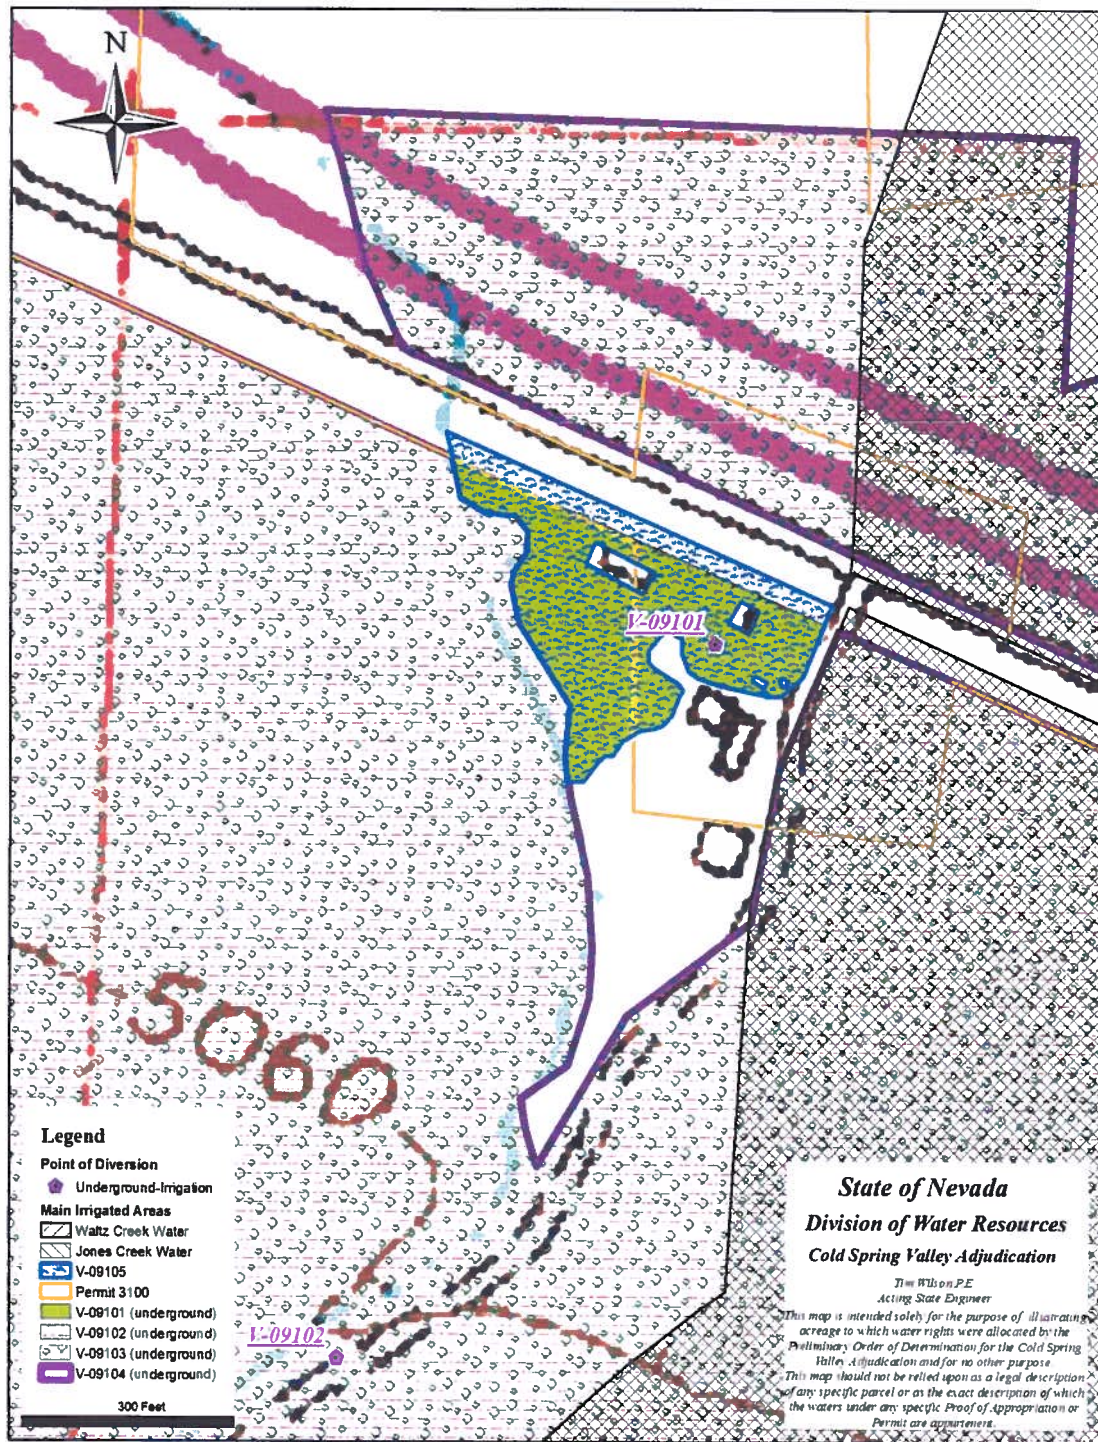 N
V-09101
5060
Legend
Point of Diversion
Underground-Irrigation
Main Irrigated Areas
Waltz Creek Water
Jones Creek Water
V-09105
Permit 3100
V-09101 (underground)
V-09102 (underground)
V-09103 (underground)
V-09104 (underground)
300 Feet
V-09102
State of Nevada
Division of Water Resources
Cold Spring Valley Adjudication
Tim Wilson P.E
Acting State Engineer
This map is intended solely for the purpose of illustrating
acreage to which water rights were allocated by the
Preliminary Order of Determination for the Cold Spring
Valley Adjudication and for no other purpose
This map should not be relied upon as a legal description
of any specific parcel or as the exact description of which
the waters under any specific Proof of Appropriation or
Permit are appurtenent.